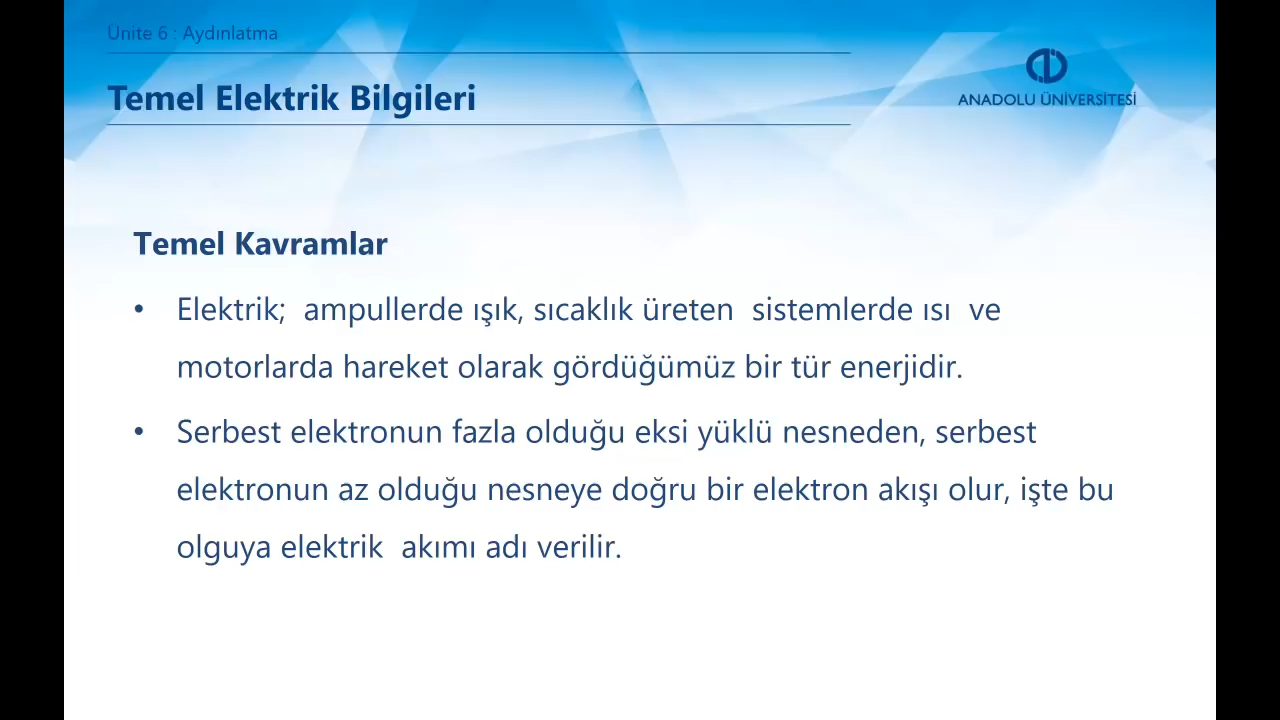 Ünite 6 : Aydınlatma
Temel Elektrik Bilgileri
ANADOLU ÜNİVERSİTESİ
Temel Kavramlar
• Elektrik;  ampullerde ışık, sıcaklık üreten  sistemlerde ısı  ve
motorlarda hareket olarak gördüğümüz bir tür enerjidir.
• Serbest elektronun fazla olduğu eksi yüklü nesneden, serbest
elektronun az olduğu nesneye doğru bir elektron akışı olur, işte bu
olguya elektrik  akımı adı verilir.